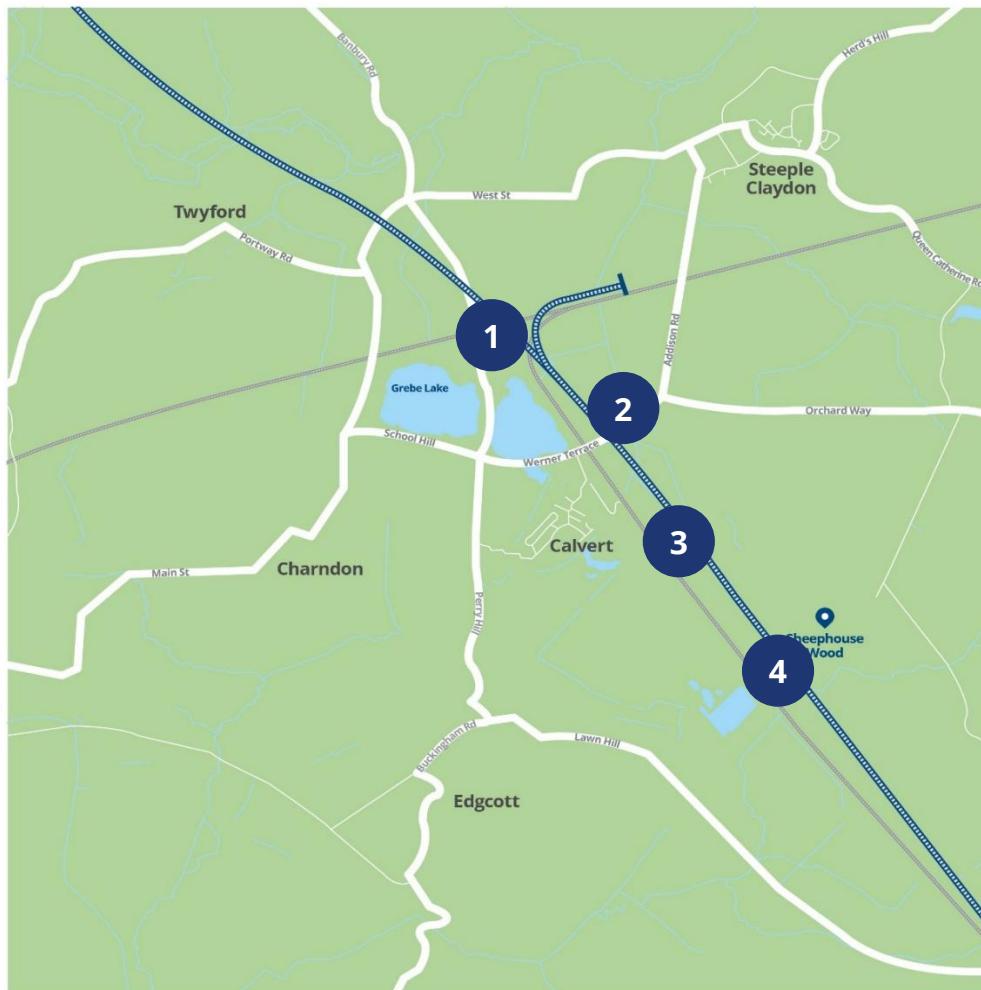 Banbury Rd
Herd's Hill
Steeple
Claydon
West St
Twyford
Portway Rd
Queen Catherine Rd
1
Addison Rd
Grebe Lake
2
Orchard Way
School Hill
Werner Terrace
3
Calvert
Charndon
Main St
Perry Hill
Sheephouse
Wood
4
Buckingham Rd
Lawn Hill
Edgcott